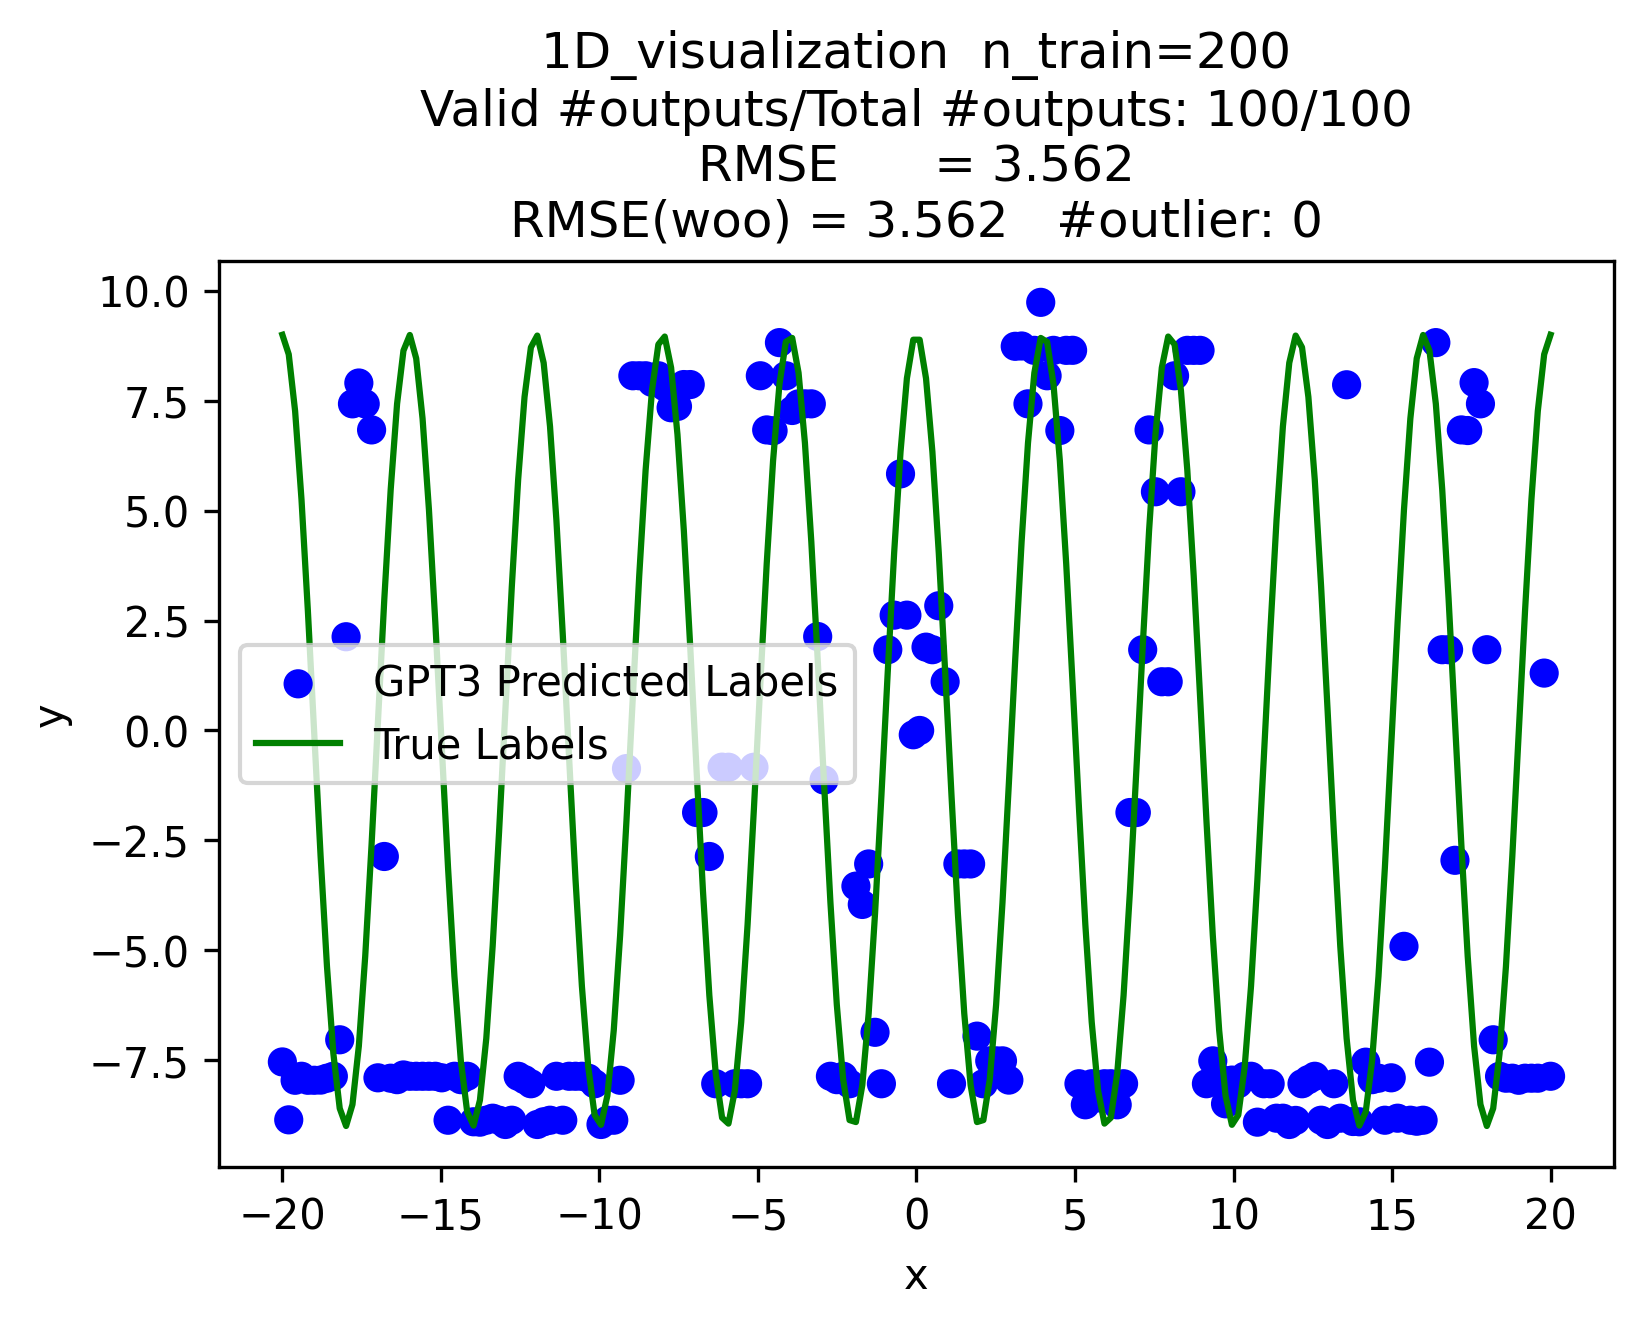 1D_visualization  n_train=200
Valid #outputs/Total #outputs: 100/100
RMSE      = 3.562
RMSE(woo) = 3.562   #outlier: 0
10.0
7.5
5.0
2.5
0.0
−2.5
−5.0
−7.5
y
GPT3 Predicted Labels
True Labels
−20 −15 −10 −5 0 5 10 15 20
x